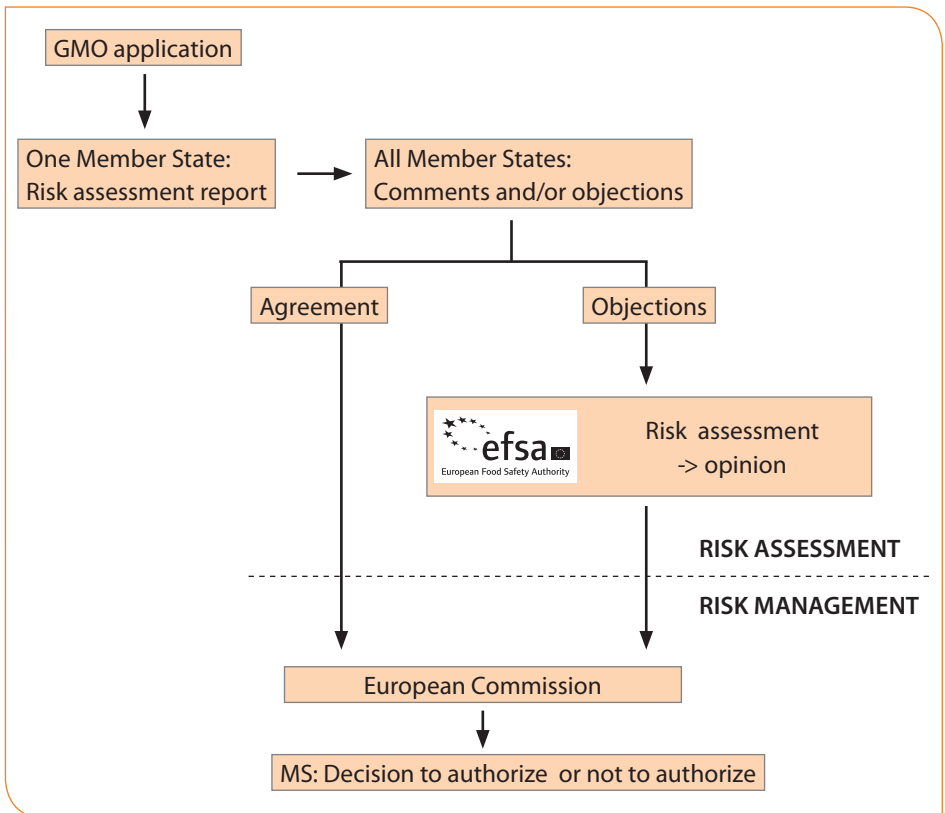 GMO application
One Member State:
Risk assessment report
All Member States:
Comments and/or objections
Agreement
Objections
efsa
European Food Safety Authority
Risk assessment
-> opinion
RISK ASSESSMENT
RISK MANAGEMENT
European Commission
MS: Decision to authorize or not to authorize